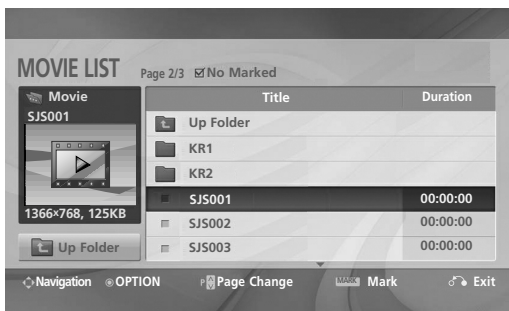 MOVIE LIST Page 2/3 No Marked
Movie
SJS001
1366×768, 125KB
Up Folder
Title Duration
Up Folder
KR1
KR2
SJS001 00:00:00
SJS002 00:00:00
SJS003 00:00:00
Navigation OPTION P Page Change MARK Mark Exit